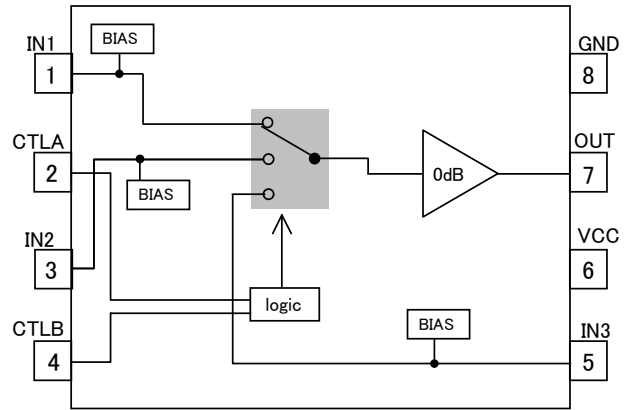 IN1
1
BIAS
CTLA
2
BIAS
IN2
3
CTLB
4
logic
0dB
BIAS
GND
8
OUT
7
VCC
6
IN3
5